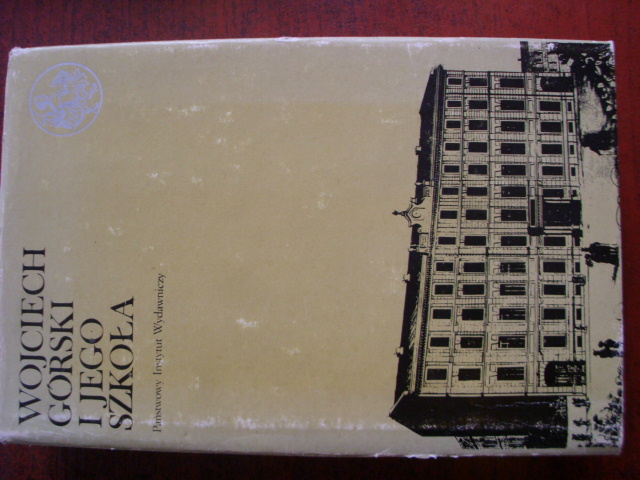 WOJCIECH
GÓRSKI
I JEGO
SZKOŁA
Państwowy Instytut Wydawniczy